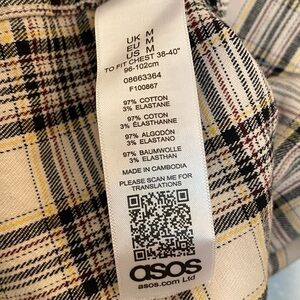 UK M
EU M
US M
TO FIT CHEST 38-40"
96-102cm
08663364
F100867
97% COTTON
3% ELASTANE
97% COTON
3% ÉLASTHANNE
97% ALGODÓN
3% ELASTANO
97% BAUMWOLLE
3% ELASTHAN
MADE IN CAMBODIA
PLEASE SCAN ME FOR
TRANSLATIONS
asos
asos.com Ltd